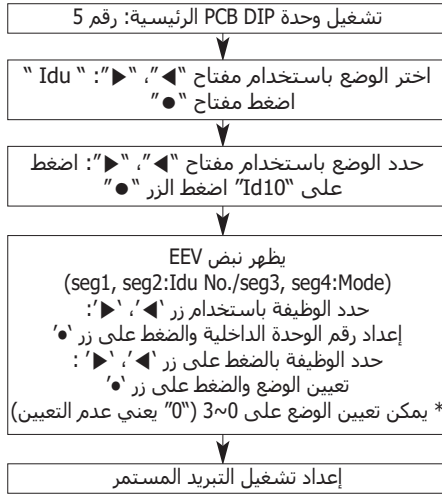 تشغيل وحدة PCB DIP الرئيسية: رقم 5
اختر الوضع باستخدام مفتاح “◀”، “▶”: “ Idu “
اضغط مفتاح “●”
حدد الوضع باستخدام مفتاح “◀”، “▶”: اضغط
على “Id10” اضغط الزر “●”
يظهر نبض EEV
(seg1, seg2:Idu No./seg3, seg4:Mode)
حدد الوظيفة باستخدام زر ‘◀’، ‘▶’:
إعداد رقم الوحدة الداخلية والضغط على زر ‘●’
حدد الوظيفة بالضغط على زر ‘◀’، ‘▶’ :
تعيين الوضع والضغط على زر ‘●’
* يمكن تعيين الوضع على 0~3 (“0” يعني عدم التعيين)
إعداد تشغيل التبريد المستمر